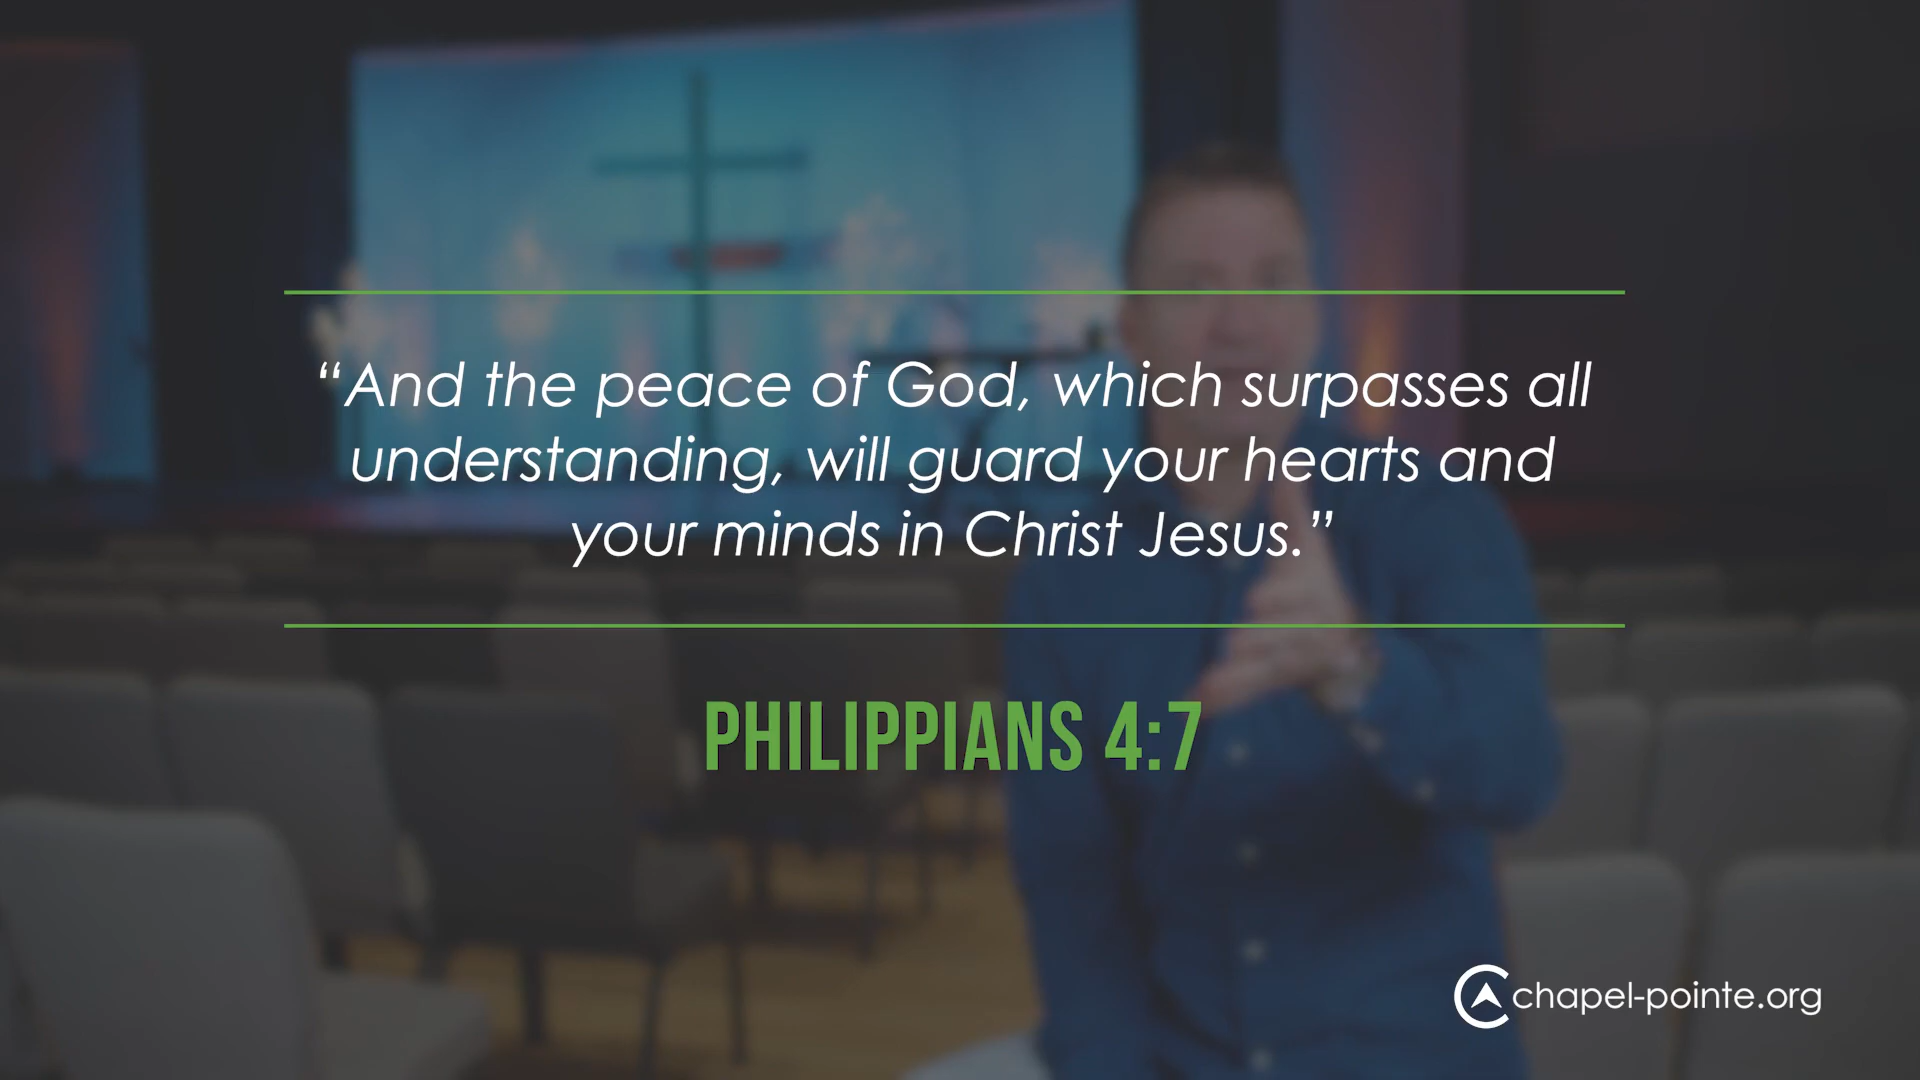 “And the peace of God, which surpasses all
understanding, will guard your hearts and
your minds in Christ Jesus.”
PHILIPPIANS 4:7
chapel-pointe.org